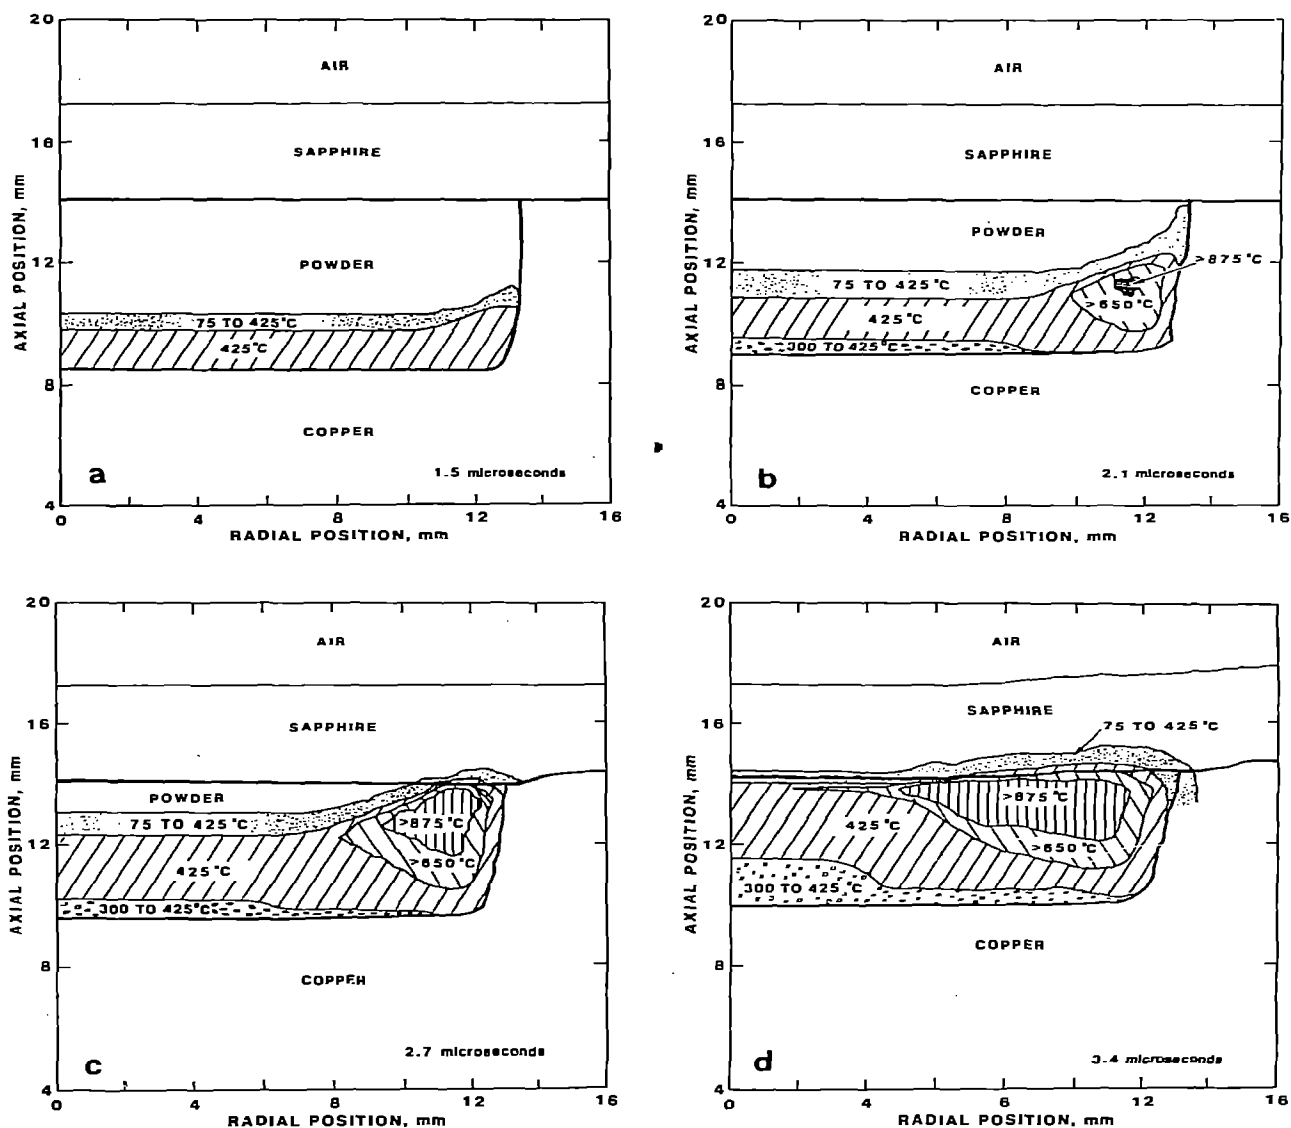 20
AIR
16
SAPPHIRE
12
POWDER
75 TO 425°C
425°C
8
COPPER
a
1.5 microseconds
4
0 4 8 12 16
RADIAL POSITION, mm
AXIAL POSITION, mm
20
AIR
16
SAPPHIRE
12
POWDER
>875°C
75 TO 425°C
>650°C
425°C
300 TO 425°C
8
COPPER
b
2.1 microseconds
4
0 4 8 12 16
RADIAL POSITION, mm
AXIAL POSITION, mm
20
AIR
16
SAPPHIRE
12
POWDER
75 TO 425°C
>875°C
>650°C
425°C
300 TO 425°C
8
COPPER
c
2.7 microseconds
4
0 4 8 12 16
RADIAL POSITION, mm
AXIAL POSITION, mm
20
AIR
16
SAPPHIRE
75 TO 425°C
12
>875°C
425°C
>650°C
300 TO 425°C
8
COPPER
d
3.4 microseconds
4
0 4 8 12 16
RADIAL POSITION, mm
AXIAL POSITION, mm